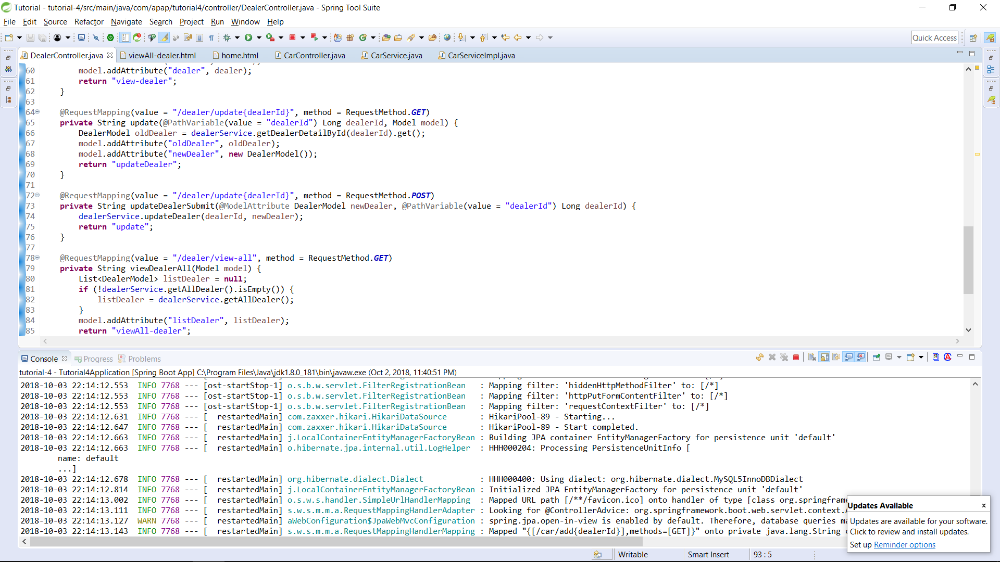 Tutorial - tutorial-4/src/main/java/com/apap/tutorial4/controller/DealerController.java - Spring Tool Suite
File Edit Source Refactor Navigate Search Project Run Window Help
Quick Access
DealerController.java viewAll-dealer.html home.html CarController.java CarService.java CarServiceImpl.java
60 model.addAttribute("dealer", dealer);
61 return "view-dealer";
62 }
63
64 @RequestMapping(value = "/dealer/update{dealerId}", method = RequestMethod.GET)
65 private String update(@PathVariable(value = "dealerId") Long dealerId, Model model) {
66 DealerModel oldDealer = dealerService.getDealerDetailById(dealerId).get();
67 model.addAttribute("oldDealer", oldDealer);
68 model.addAttribute("newDealer", new DealerModel());
69 return "updateDealer";
70 }
71
72 @RequestMapping(value = "/dealer/update{dealerId}", method = RequestMethod.POST)
73 private String updateDealerSubmit(@ModelAttribute DealerModel newDealer, @PathVariable(value = "dealerId") Long dealerId) {
74 dealerService.updateDealer(dealerId, newDealer);
75 return "update";
76 }
77
78 @RequestMapping(value = "/dealer/view-all", method = RequestMethod.GET)
79 private String viewDealerAll(Model model) {
80 List<DealerModel> listDealer = null;
81 if (!dealerService.getAllDealer().isEmpty()) {
82 listDealer = dealerService.getAllDealer();
83 }
84 model.addAttribute("listDealer", listDealer);
85 return "viewAll-dealer";
Console Progress Problems
tutorial-4 - Tutorial4Application [Spring Boot App] C:\Program Files\Java\jdk1.8.0_181\bin\javaw.exe (Oct 2, 2018, 11:40:51 PM)
2018-10-03 22:14:12.553 INFO 7768 --- [ost-startStop-1] o.s.b.w.servlet.FilterRegistrationBean : Mapping filter: 'hiddenHttpMethodFilter' to: [/*]
2018-10-03 22:14:12.553 INFO 7768 --- [ost-startStop-1] o.s.b.w.servlet.FilterRegistrationBean : Mapping filter: 'httpPutFormContentFilter' to: [/*]
2018-10-03 22:14:12.553 INFO 7768 --- [ost-startStop-1] o.s.b.w.servlet.FilterRegistrationBean : Mapping filter: 'requestContextFilter' to: [/*]
2018-10-03 22:14:12.631 INFO 7768 --- [ restartedMain] com.zaxxer.hikari.HikariDataSource : HikariPool-89 - Starting...
2018-10-03 22:14:12.647 INFO 7768 --- [ restartedMain] com.zaxxer.hikari.HikariDataSource : HikariPool-89 - Start completed.
2018-10-03 22:14:12.663 INFO 7768 --- [ restartedMain] j.LocalContainerEntityManagerFactoryBean : Building JPA container EntityManagerFactory for persistence unit 'default'
2018-10-03 22:14:12.663 INFO 7768 --- [ restartedMain] o.hibernate.jpa.internal.util.LogHelper : HHH000204: Processing PersistenceUnitInfo [
name: default
...]
2018-10-03 22:14:12.678 INFO 7768 --- [ restartedMain] org.hibernate.dialect.Dialect : HHH000400: Using dialect: org.hibernate.dialect.MySQL5InnoDBDialect
2018-10-03 22:14:12.814 INFO 7768 --- [ restartedMain] j.LocalContainerEntityManagerFactoryBean : Initialized JPA EntityManagerFactory for persistence unit 'default'
2018-10-03 22:14:13.002 INFO 7768 --- [ restartedMain] o.s.w.s.handler.SimpleUrlHandlerMapping : Mapped URL path [/**/favicon.ico] onto handler of type [class org.springframe
2018-10-03 22:14:13.111 INFO 7768 --- [ restartedMain] s.w.s.m.m.a.RequestMappingHandlerAdapter : Looking for @ControllerAdvice: org.springframework.boot.web.servlet.context.
2018-10-03 22:14:13.127 WARN 7768 --- [ restartedMain] aWebConfiguration$JpaWebMvcConfiguration : spring.jpa.open-in-view is enabled by default. Therefore, database queries m
2018-10-03 22:14:13.143 INFO 7768 --- [ restartedMain] s.w.s.m.m.a.RequestMappingHandlerMapping : Mapped "{[/car/add{dealerId}],methods=[GET]}" onto private java.lang.String
Updates Available
Updates are available for your software.
Click to review and install updates.
Set up Reminder options
Writable Smart Insert 93 : 5